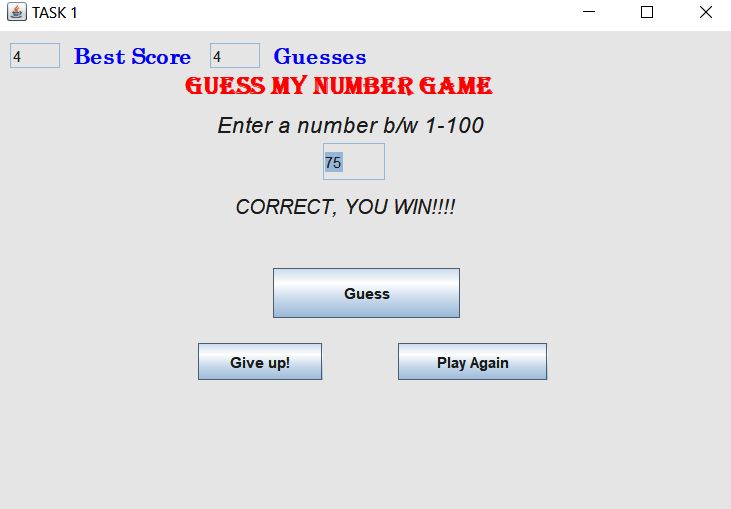 TASK 1
4 Best Score 4 Guesses
GUESS MY NUMBER GAME
Enter a number b/w 1-100
75
CORRECT, YOU WIN!!!!
Guess
Give up! Play Again